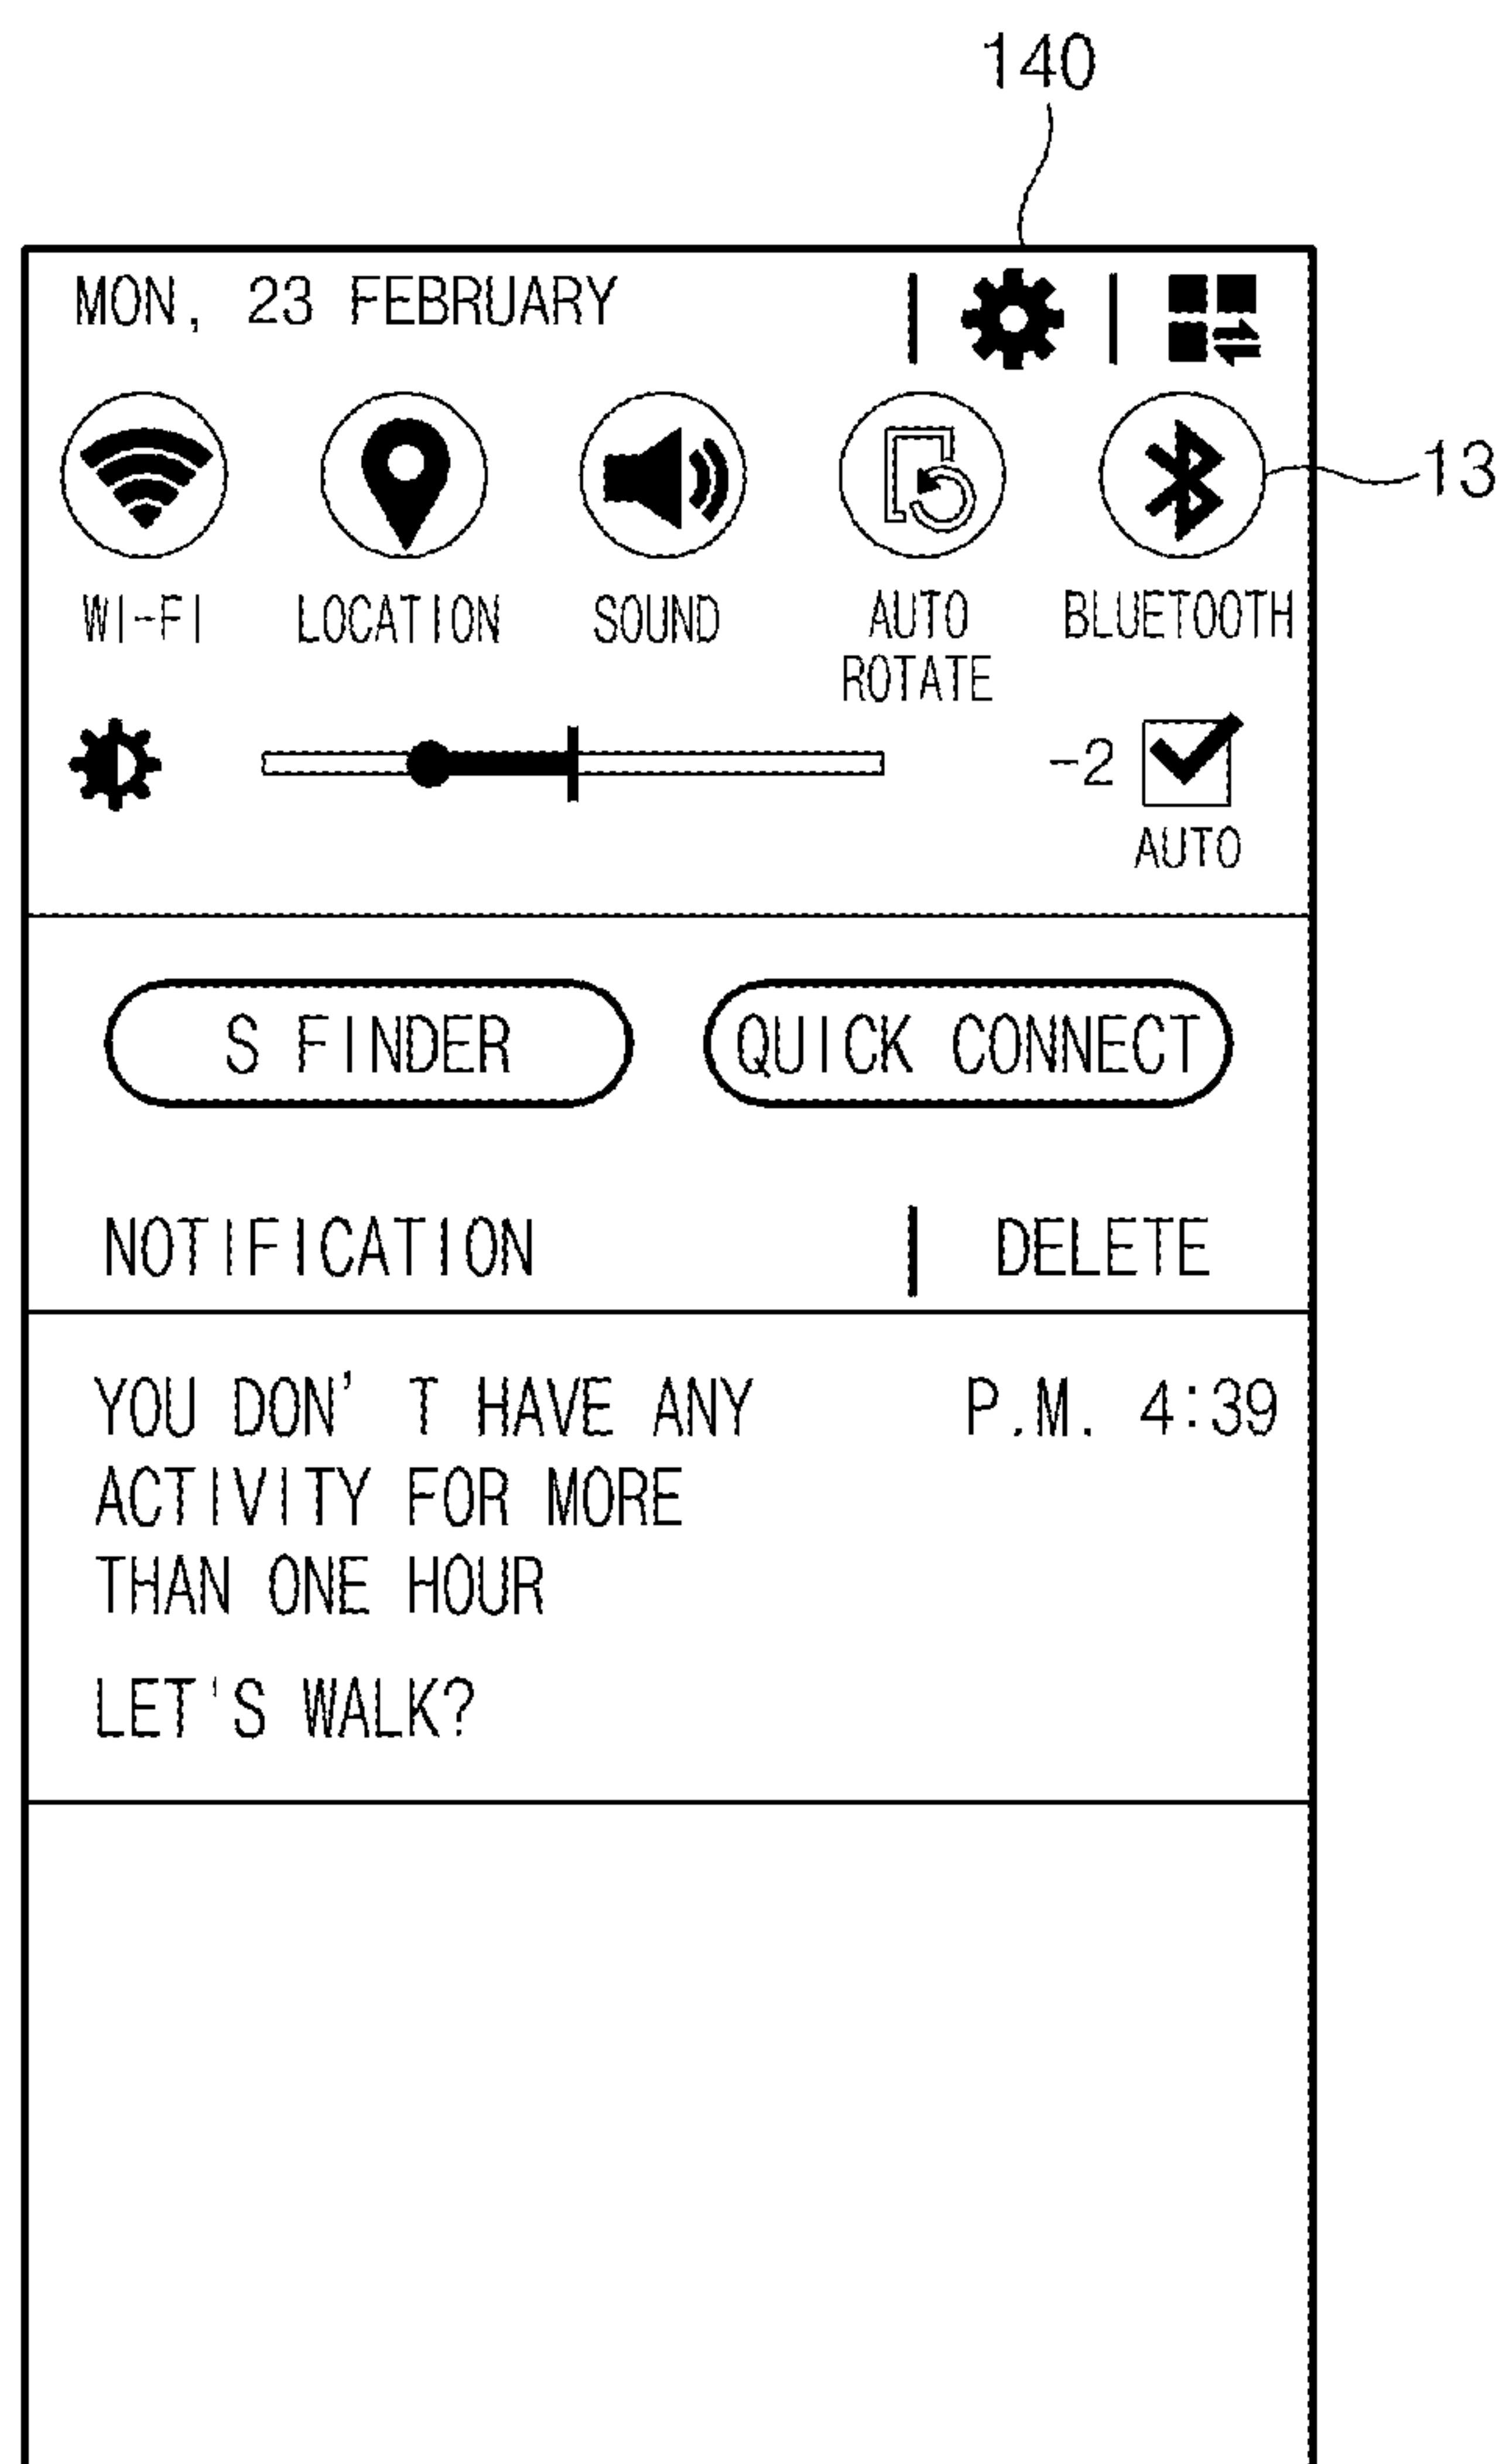 140
MON, 23 FEBRUARY
13
WI-FI LOCATION SOUND AUTO ROTATE BLUETOOTH
-2
AUTO
S FINDER QUICK CONNECT
NOTIFICATION DELETE
YOU DON'T HAVE ANY P.M. 4:39
ACTIVITY FOR MORE
THAN ONE HOUR
LET'S WALK?